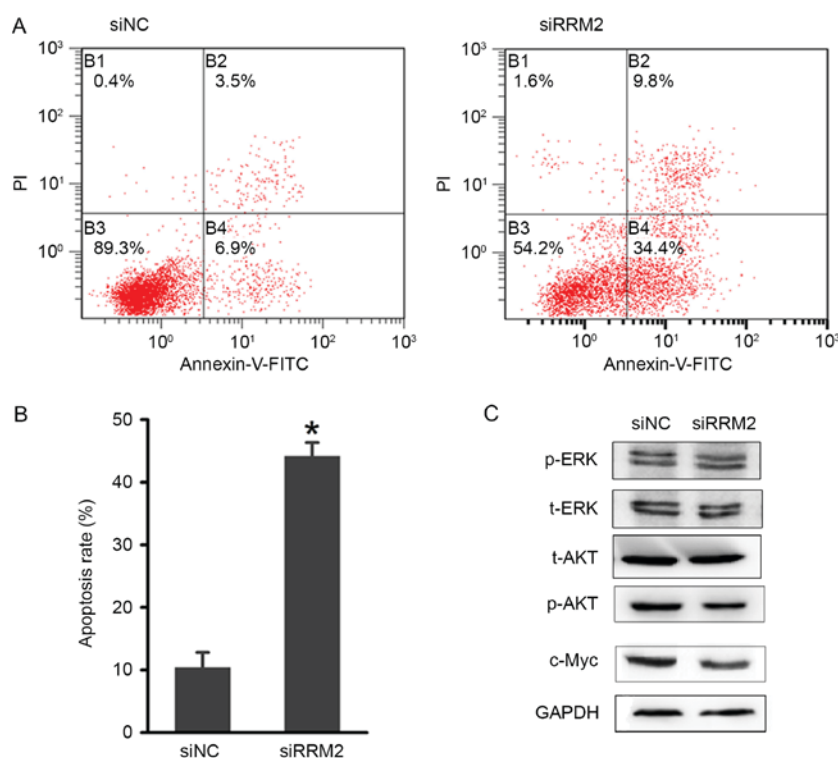 A
siNC
siRRM2
10³
10²
10¹
10⁰
PI
B1
0.4%
B2
3.5%
B3
89.3%
B4
6.9%
10⁰ 10¹ 10² 10³
Annexin-V-FITC
10³
10²
10¹
10⁰
PI
B1
1.6%
B2
9.8%
B3
54.2%
B4
34.4%
10⁰ 10¹ 10² 10³
Annexin-V-FITC
B
50
40
30
20
10
0
Apoptosis rate (%)
*
siNC siRRM2
C
siNC siRRM2
p-ERK
t-ERK
t-AKT
p-AKT
c-Myc
GAPDH